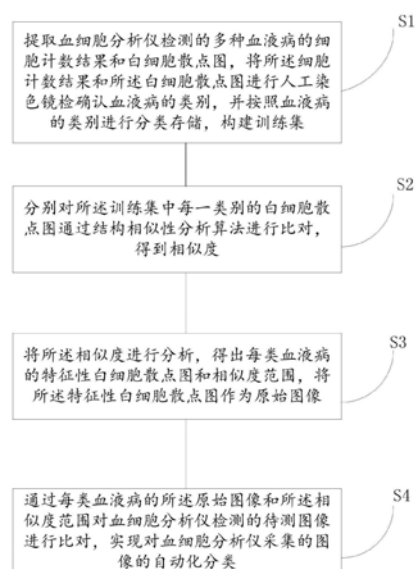 S1
提取血细胞分析仪检测的多种血液病的细
胞计数结果和白细胞散点图，将所述细胞
计数结果和所述白细胞散点图进行人工染
色镜检确认血液病的类别，并按照血液病
的类别进行分类存储，构建训练集
S2
分别对所述训练集中每一类别的白细胞散
点图通过结构相似性分析算法进行比对，
得到相似度
S3
将所述相似度进行分析，得出每类血液病
的特征性白细胞散点图和相似度范围，将
所述特征性白细胞散点图作为原始图像
S4
通过每类血液病的所述原始图像和所述相
似度范围对血细胞分析仪检测的待测图像
进行比对，实现对血细胞分析仪采集的图
像的自动化分类